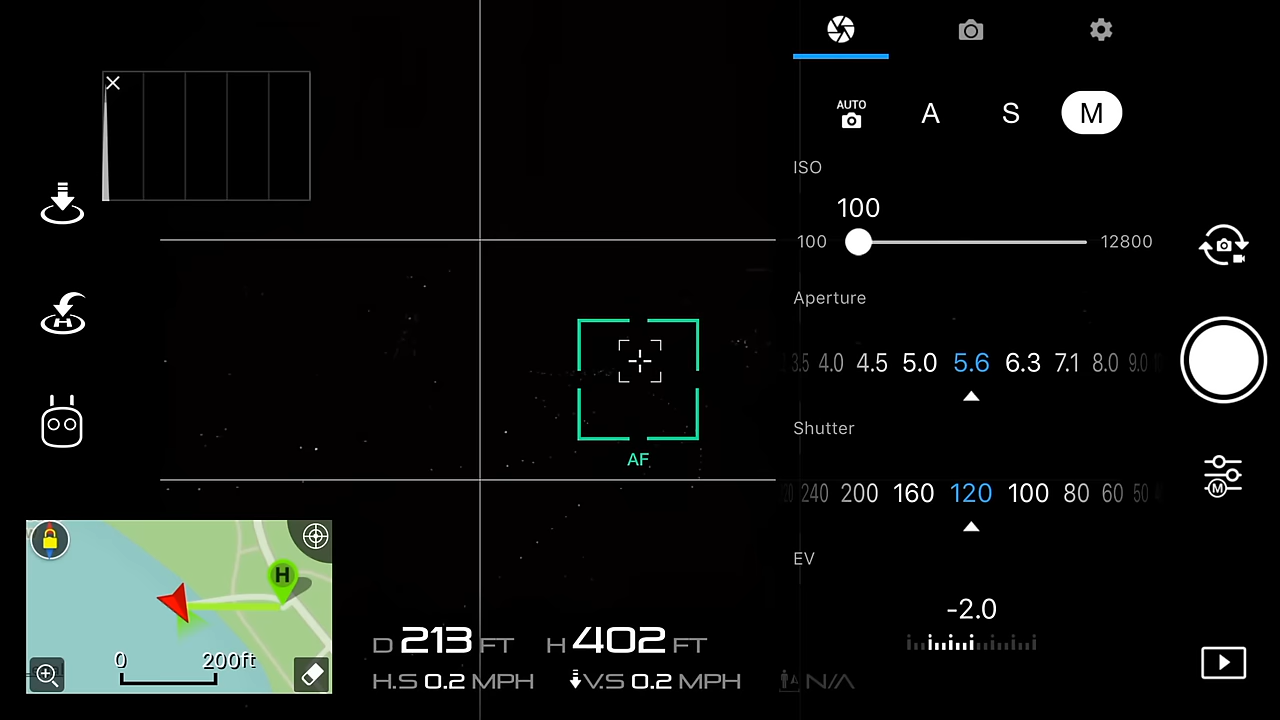 AUTO
A S M
ISO
100
100 12800
Aperture
3.5 4.0 4.5 5.0 5.6 6.3 7.1 8.0 9.0
Shutter
240 200 160 120 100 80 60 50
AF
M
EV
-2.0
H
0 200ft
D 213 FT H 402 FT
H.S 0.2 MPH V.S 0.2 MPH N/A